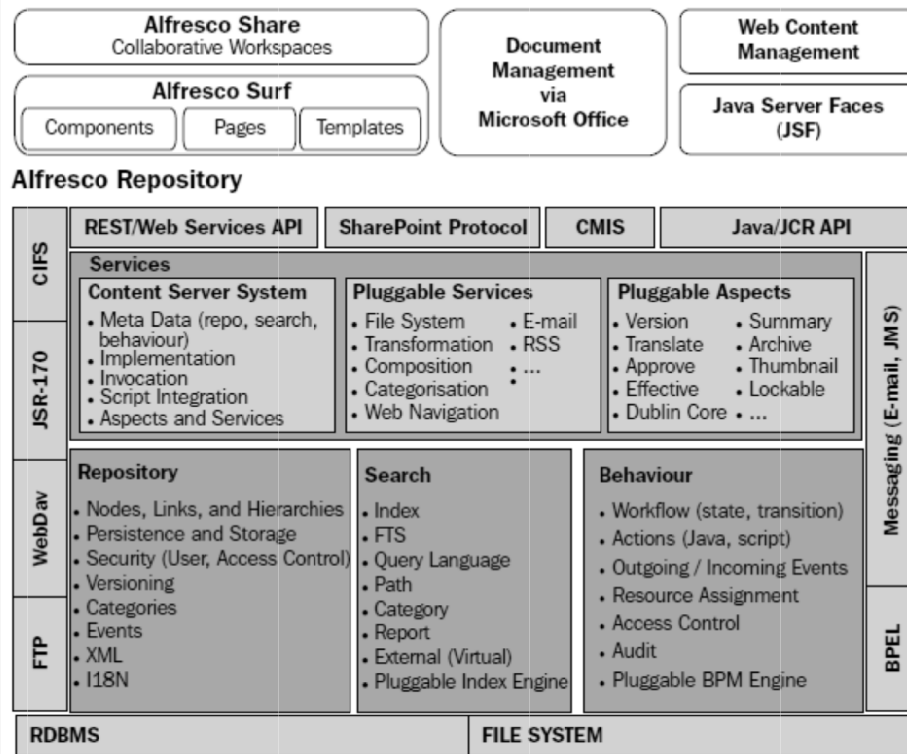 Alfresco Share
Collaborative Workspaces
Alfresco Surf
Components
Pages
Templates
Document
Management
via
Microsoft Office
Web Content
Management
Java Server Faces
(JSF)
Alfresco Repository
CIFS
JSR-170
WebDav
FTP
REST/Web Services API
SharePoint Protocol
CMIS
Java/JCR API
Services
Content Server System
• Meta Data (repo, search,
behaviour)
• Implementation
• Invocation
• Script Integration
• Aspects and Services
Pluggable Services
• File System
• Transformation
• Composition
• Categorisation
• Web Navigation
• E-mail
• RSS
• ...
•
Pluggable Aspects
• Version
• Translate
• Approve
• Effective
• Dublin Core
• Summary
• Archive
• Thumbnail
• Lockable
• ...
Repository
• Nodes, Links, and Hierarchies
• Persistence and Storage
• Security (User, Access Control)
• Versioning
• Categories
• Events
• XML
• I18N
Search
• Index
• FTS
• Query Language
• Path
• Category
• Report
• External (Virtual)
• Pluggable Index Engine
Behaviour
• Workflow (state, transition)
• Actions (Java, script)
• Outgoing / Incoming Events
• Resource Assignment
• Access Control
• Audit
• Pluggable BPM Engine
Messaging (E-mail, JMS)
BPEL
RDBMS
FILE SYSTEM